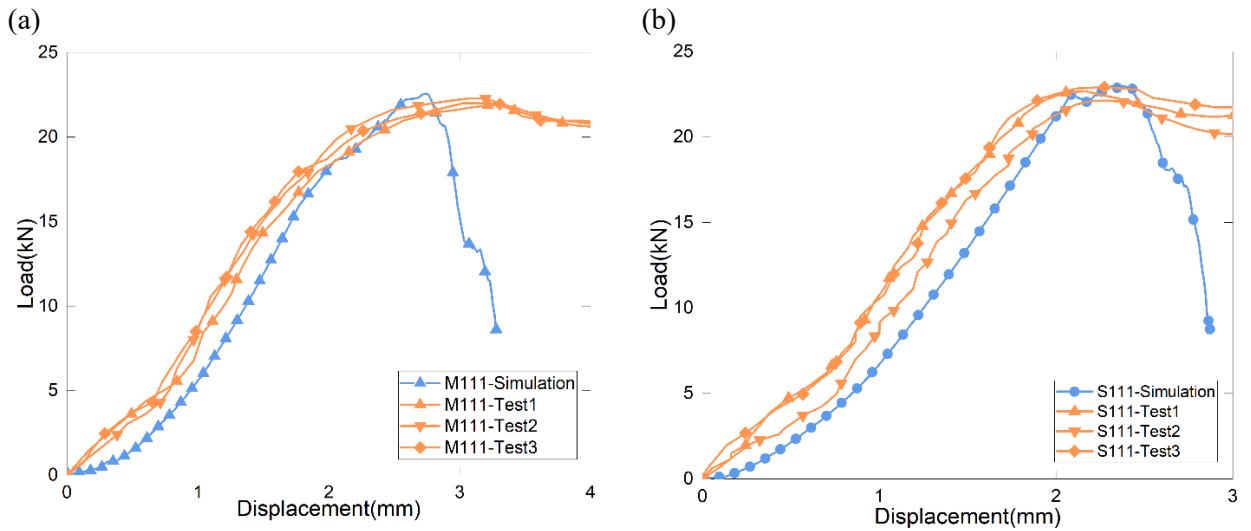 (a)
25
20
15
10
5
0
Load(kN)
0 1 2 3 4
Displacement(mm)
M111-Simulation
M111-Test1
M111-Test2
M111-Test3
(b)
25
20
15
10
5
0
Load(kN)
0 1 2 3
Displacement(mm)
S111-Simulation
S111-Test1
S111-Test2
S111-Test3